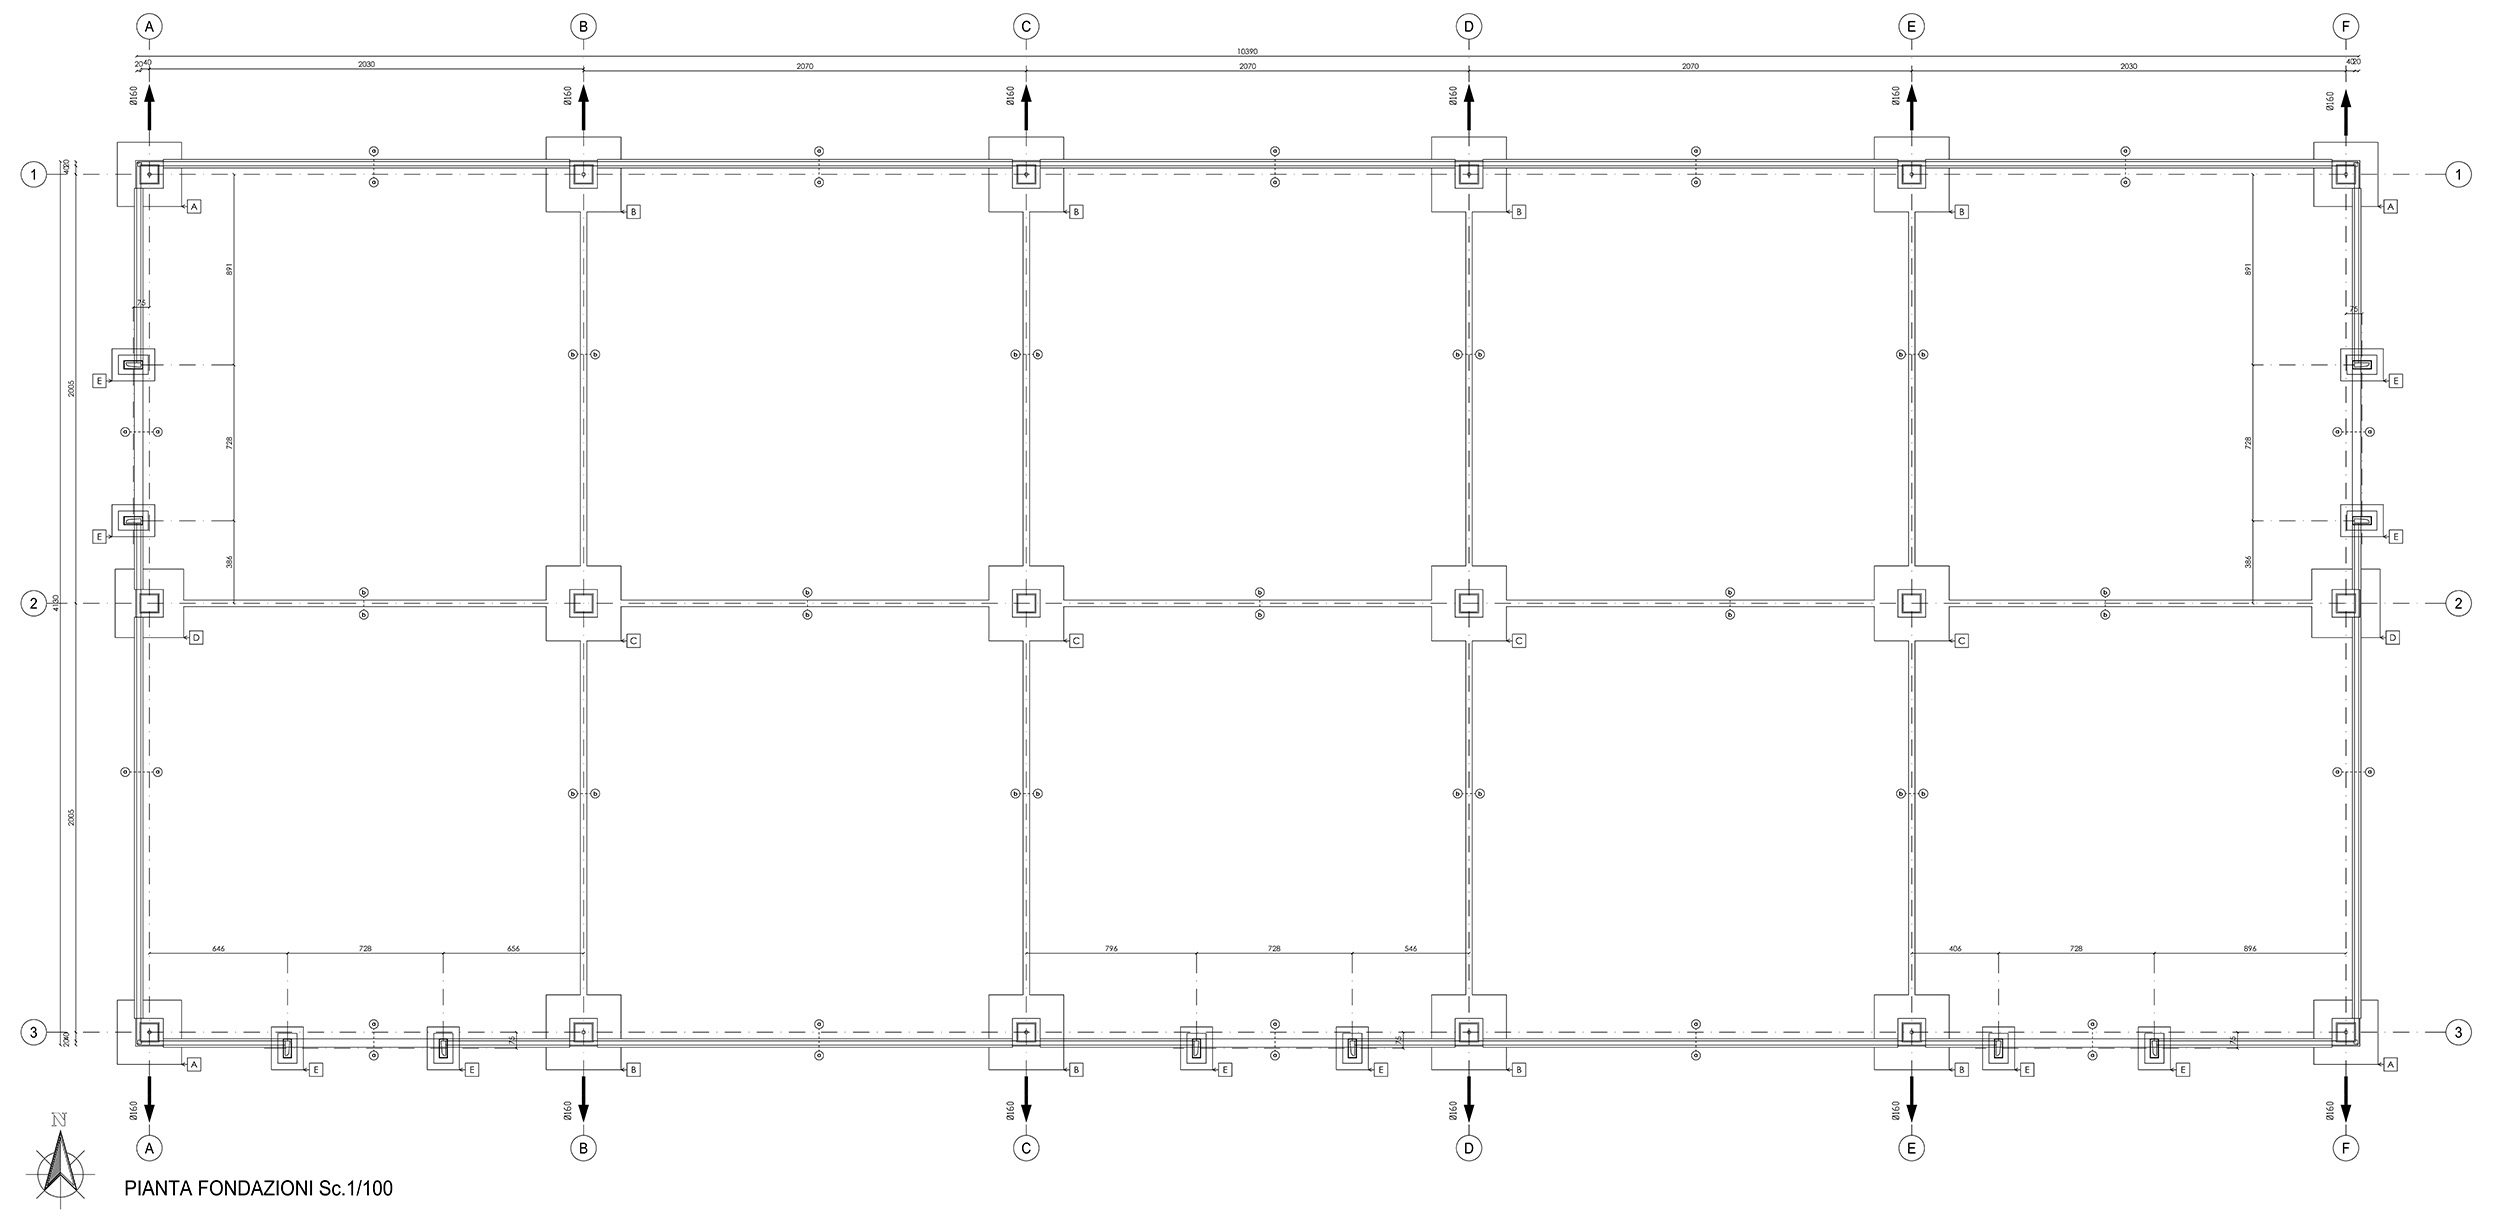 A B C D E F
10390
20 40 2030 2070 2070 2070 2030 40 20
Ø160 Ø160 Ø160 Ø160 Ø160 Ø160
a a a a a
40 20
1 1
a a a a a
A B B B B A
891 891
75 75
b b b b b b b b
E E
2005
a a a a
728 728
E E
386 386
b b b b b
2 4130 2
b b b b b
D C C C C D
a a a a
b b b b b b b b
2005
646 728 656 796 728 546 406 728 896
a a a a a
3 3
20 40 75 75 75
a a a a a
A E E B B E E B B E E A
Ø160 Ø160 Ø160 Ø160 Ø160 Ø160
N
A B C D E F
PIANTA FONDAZIONI Sc.1/100